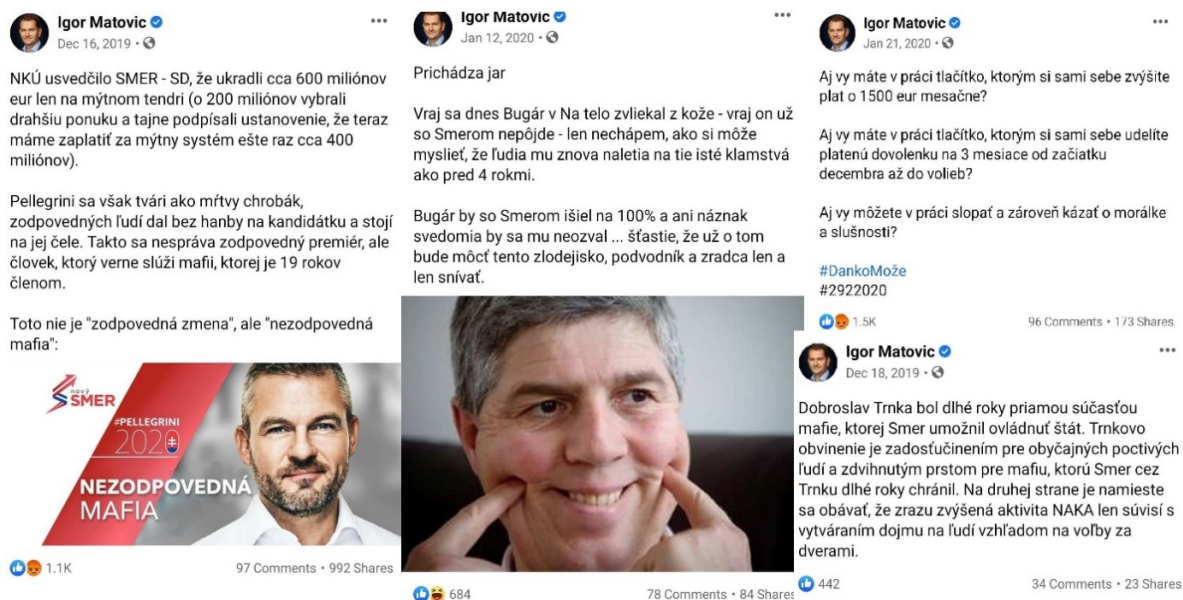 Igor Matovic
Dec 16, 2019 •
NKÚ usvedčilo SMER - SD, že ukradli cca 600 miliónov
eur len na mýtnom tendri (o 200 miliónov vybrali
drahšiu ponuku a tajne podpísali ustanovenie, že teraz
máme zaplatiť za mýtny systém ešte raz cca 400
miliónov).
Pellegrini sa však tvári ako mŕtvy chrobák,
zodpovedných ľudí dal bez hanby na kandidátku a stojí
na jej čele. Takto sa nespráva zodpovedný premiér, ale
človek, ktorý verne slúži mafii, ktorej je 19 rokov
členom.
Toto nie je "zodpovedná zmena", ale "nezodpovedná
mafia":
nový
SMER
#PELLEGRINI
2020
NEZODPOVEDNÁ
MAFIA
1.1K
97 Comments • 992 Shares
Igor Matovic
Jan 12, 2020 •
Prichádza jar
Vraj sa dnes Bugár v Na telo zvliekal z kože - vraj on už
so Smerom nepôjde - len nechápem, ako si môže
myslieť, že ľudia mu znova naletia na tie isté klamstvá
ako pred 4 rokmi.
Bugár by so Smerom išiel na 100% a ani náznak
svedomia by sa mu neozval ... šťastie, že už o tom
bude môcť tento zlodejisko, podvodník a zradca len a
len snívať.
684
78 Comments • 84 Shares
Igor Matovic
Jan 21, 2020 •
Aj vy máte v práci tlačítko, ktorým si sami sebe zvýšite
plat o 1500 eur mesačne?
Aj vy máte v práci tlačítko, ktorým si sami sebe udelíte
platenú dovolenku na 3 mesiace od začiatku
decembra až do volieb?
Aj vy môžete v práci slopať a zároveň kázať o morálke
a slušnosti?
#DankoMože
#2922020
1.5K
96 Comments • 173 Shares
Igor Matovic
Dec 18, 2019 •
Dobroslav Trnka bol dlhé roky priamou súčasťou
mafie, ktorej Smer umožnil ovládnuť štát. Trnkovo
obvinenie je zadosťučinením pre obyčajných poctivých
ľudí a zdvihnutým prstom pre mafiu, ktorú Smer cez
Trnku dlhé roky chránil. Na druhej strane je namieste
sa obávať, že zrazu zvýšená aktivita NAKA len súvisí s
vytváraním dojmu na ľudí vzhľadom na voľby za
dverami.
442
34 Comments • 23 Shares